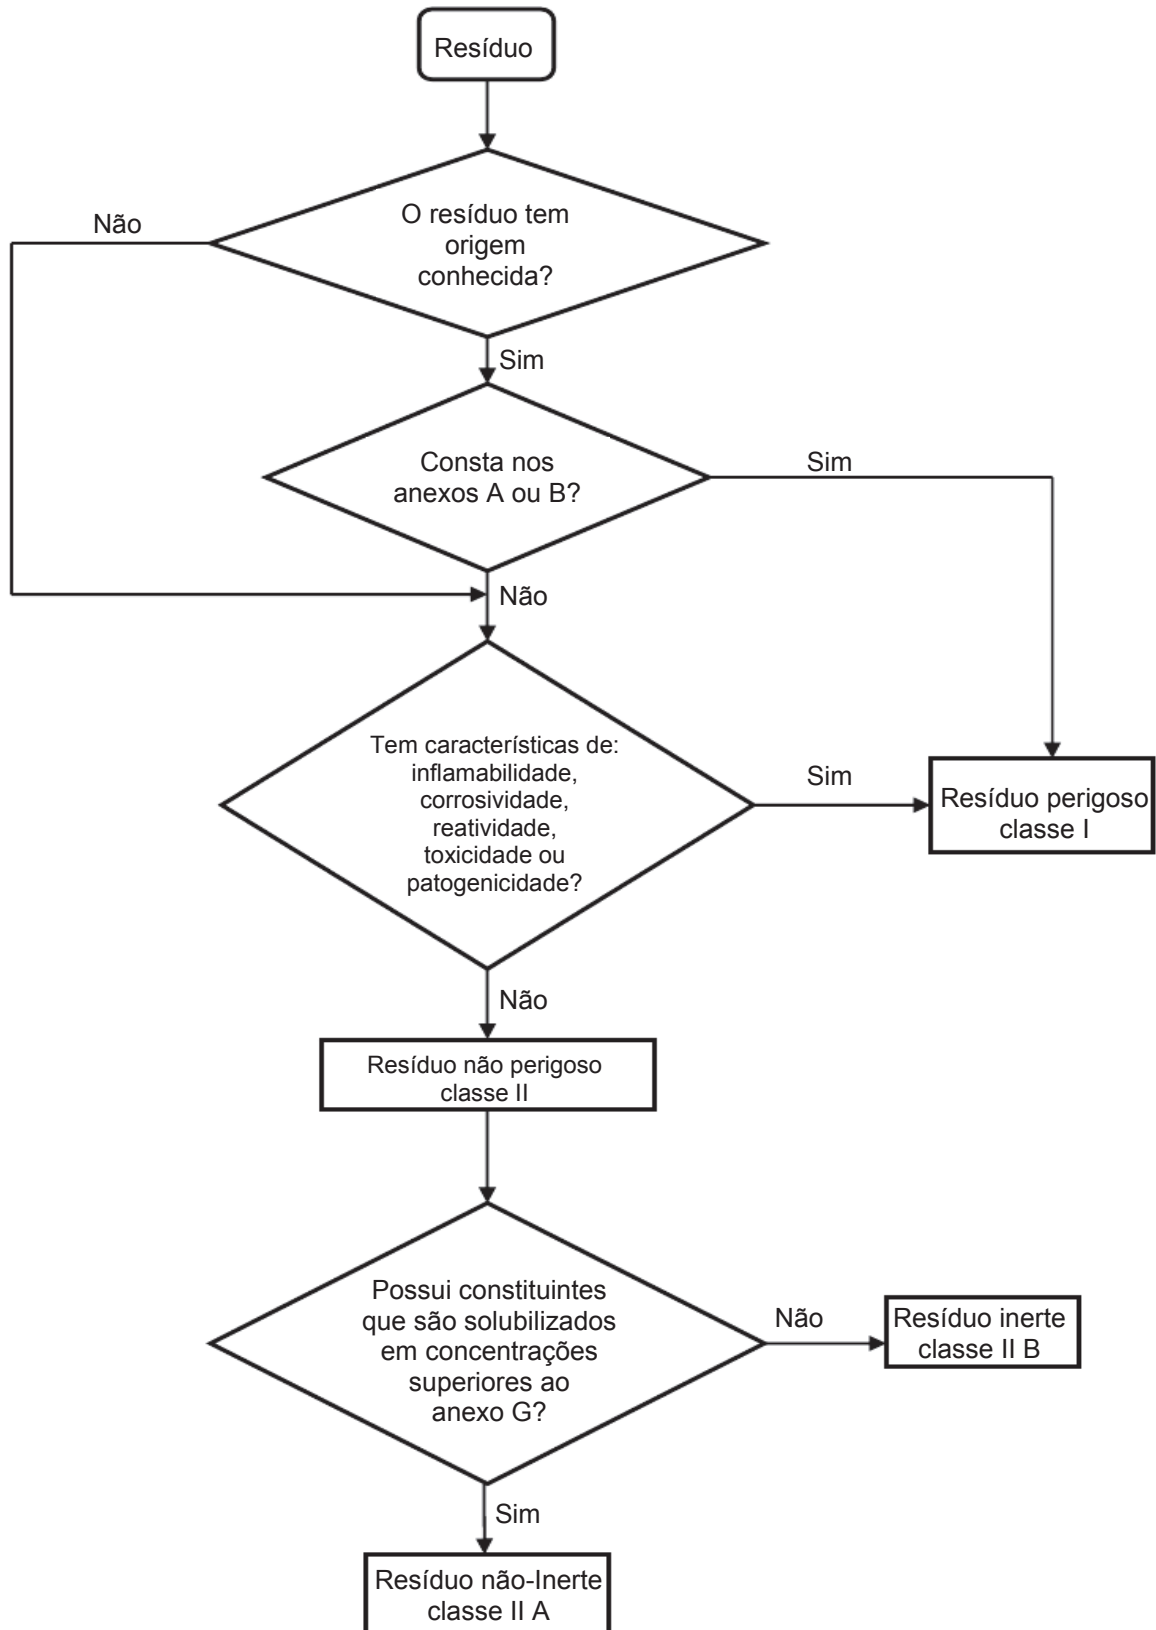 Resíduo
O resíduo tem
origem
conhecida?
Não
Sim
Consta nos
anexos A ou B?
Sim
Não
Tem características de:
inflamabilidade,
corrosividade,
reatividade,
toxicidade ou
patogenicidade?
Sim
Resíduo perigoso
classe I
Não
Resíduo não perigoso
classe II
Possui constituintes
que são solubilizados
em concentrações
superiores ao
anexo G?
Não
Resíduo inerte
classe II B
Sim
Resíduo não-Inerte
classe II A